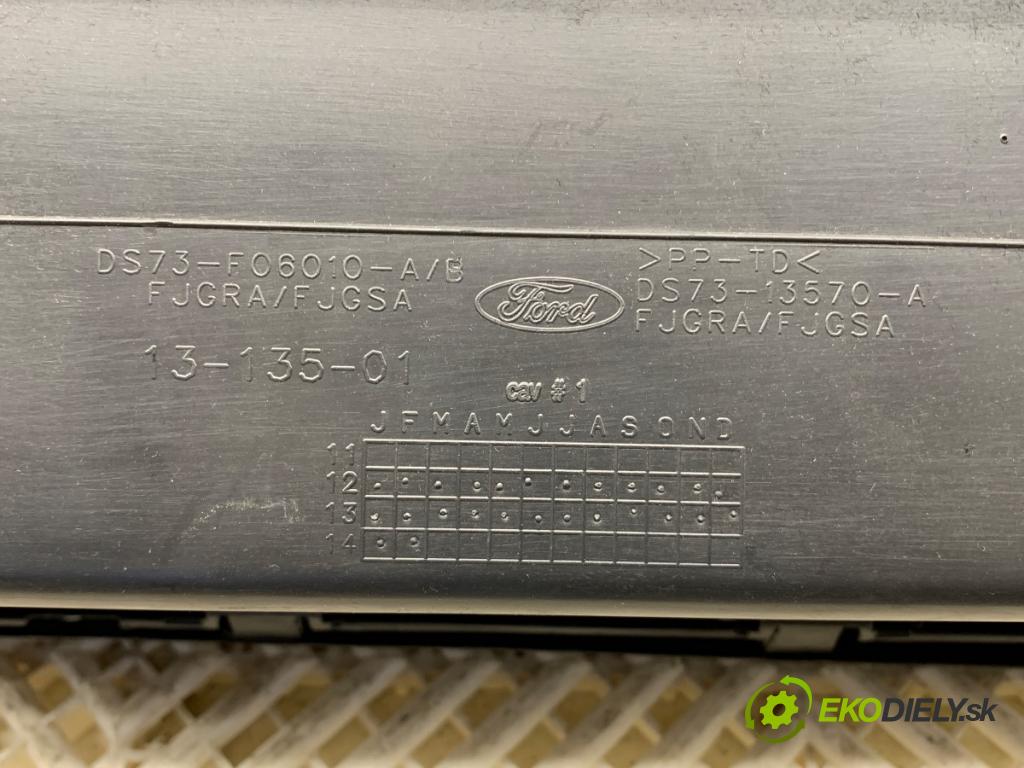 DS73-F06010-A/B
FJGRA/FJGSA
13-135-01
Ford
>PP-TD<
DS73-13570-A
FJGRA/FJGSA
cav # 1
J F M A M J J A S O N D
11
12
13
14
EKODIELY.sk